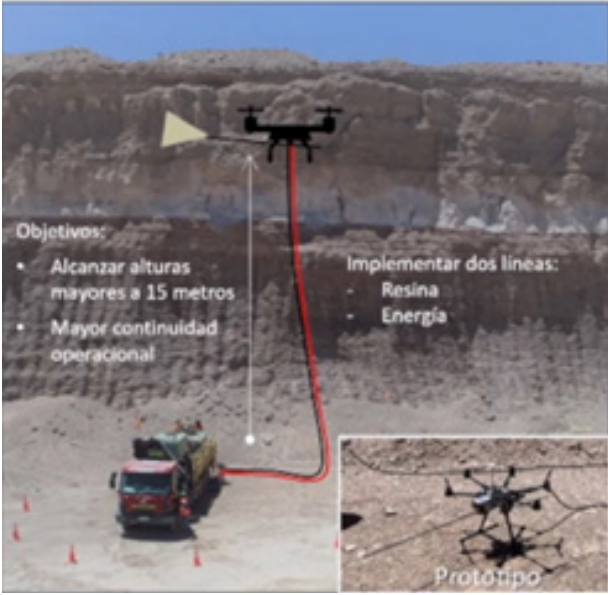 Objetivos:
• Alcanzar alturas
mayores a 15 metros
• Mayor continuidad
operacional
Implementar dos líneas:
- Resina
- Energía
Prototipo